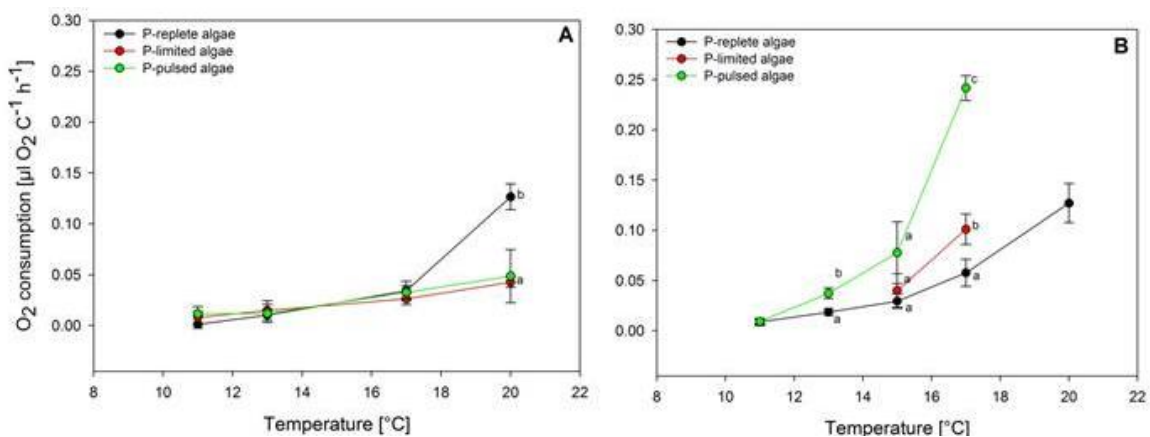 0.30
0.25
0.20
0.15
0.10
0.05
0.00
O2 consumption [µl O2 C⁻¹ h⁻¹]
P-replete algae
P-limited algae
P-pulsed algae
A
b
a
8 10 12 14 16 18 20 22
Temperature [°C]
0.30
0.25
0.20
0.15
0.10
0.05
0.00
P-replete algae
P-limited algae
P-pulsed algae
B
c
b
a
b
a
a
a
a
8 10 12 14 16 18 20 22
Temperature [°C]